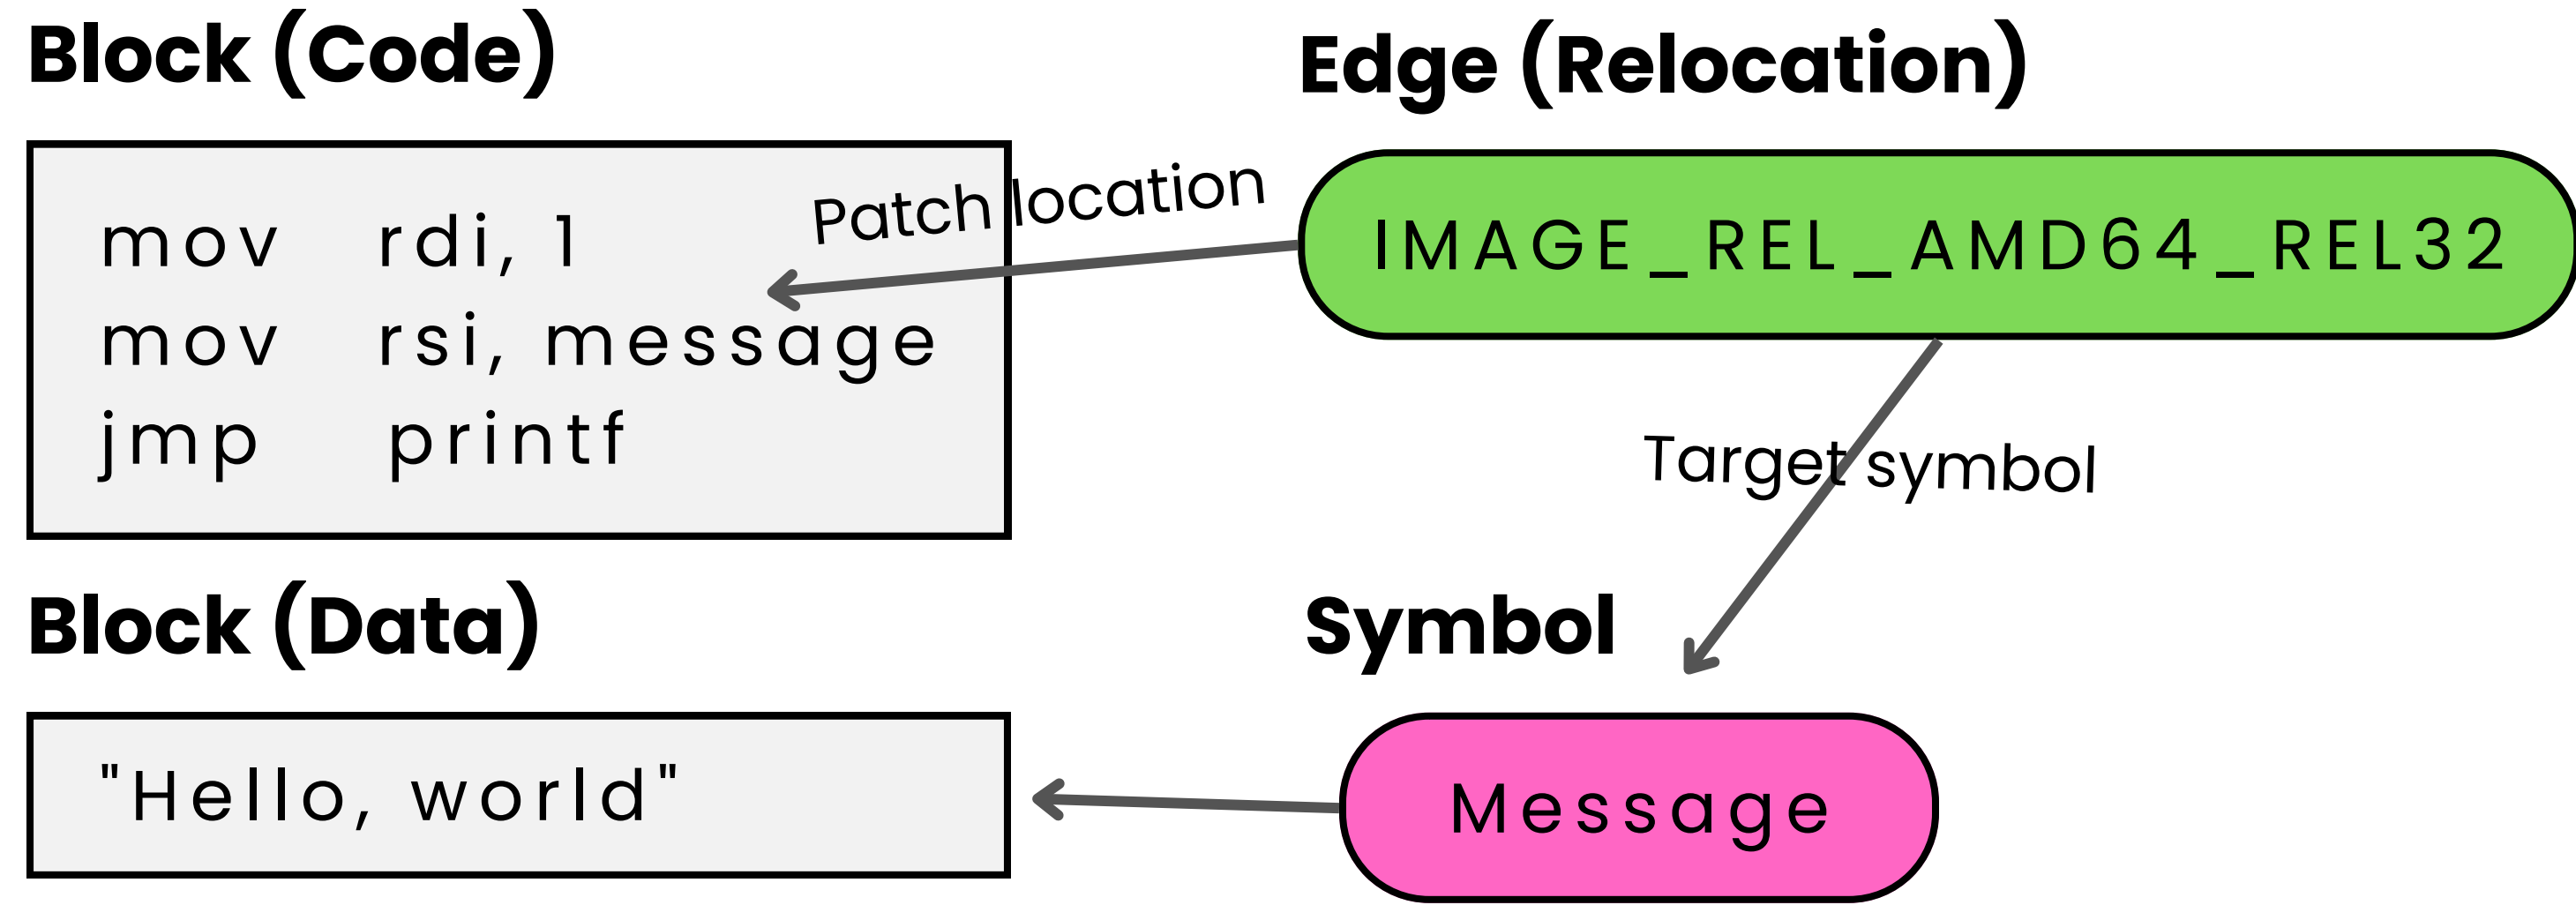 Block (Code)
mov rdi, 1
mov rsi, message
jmp printf
Patch location
Edge (Relocation)
IMAGE_REL_AMD64_REL32
Target symbol
Block (Data)
"Hello, world"
Symbol
Message